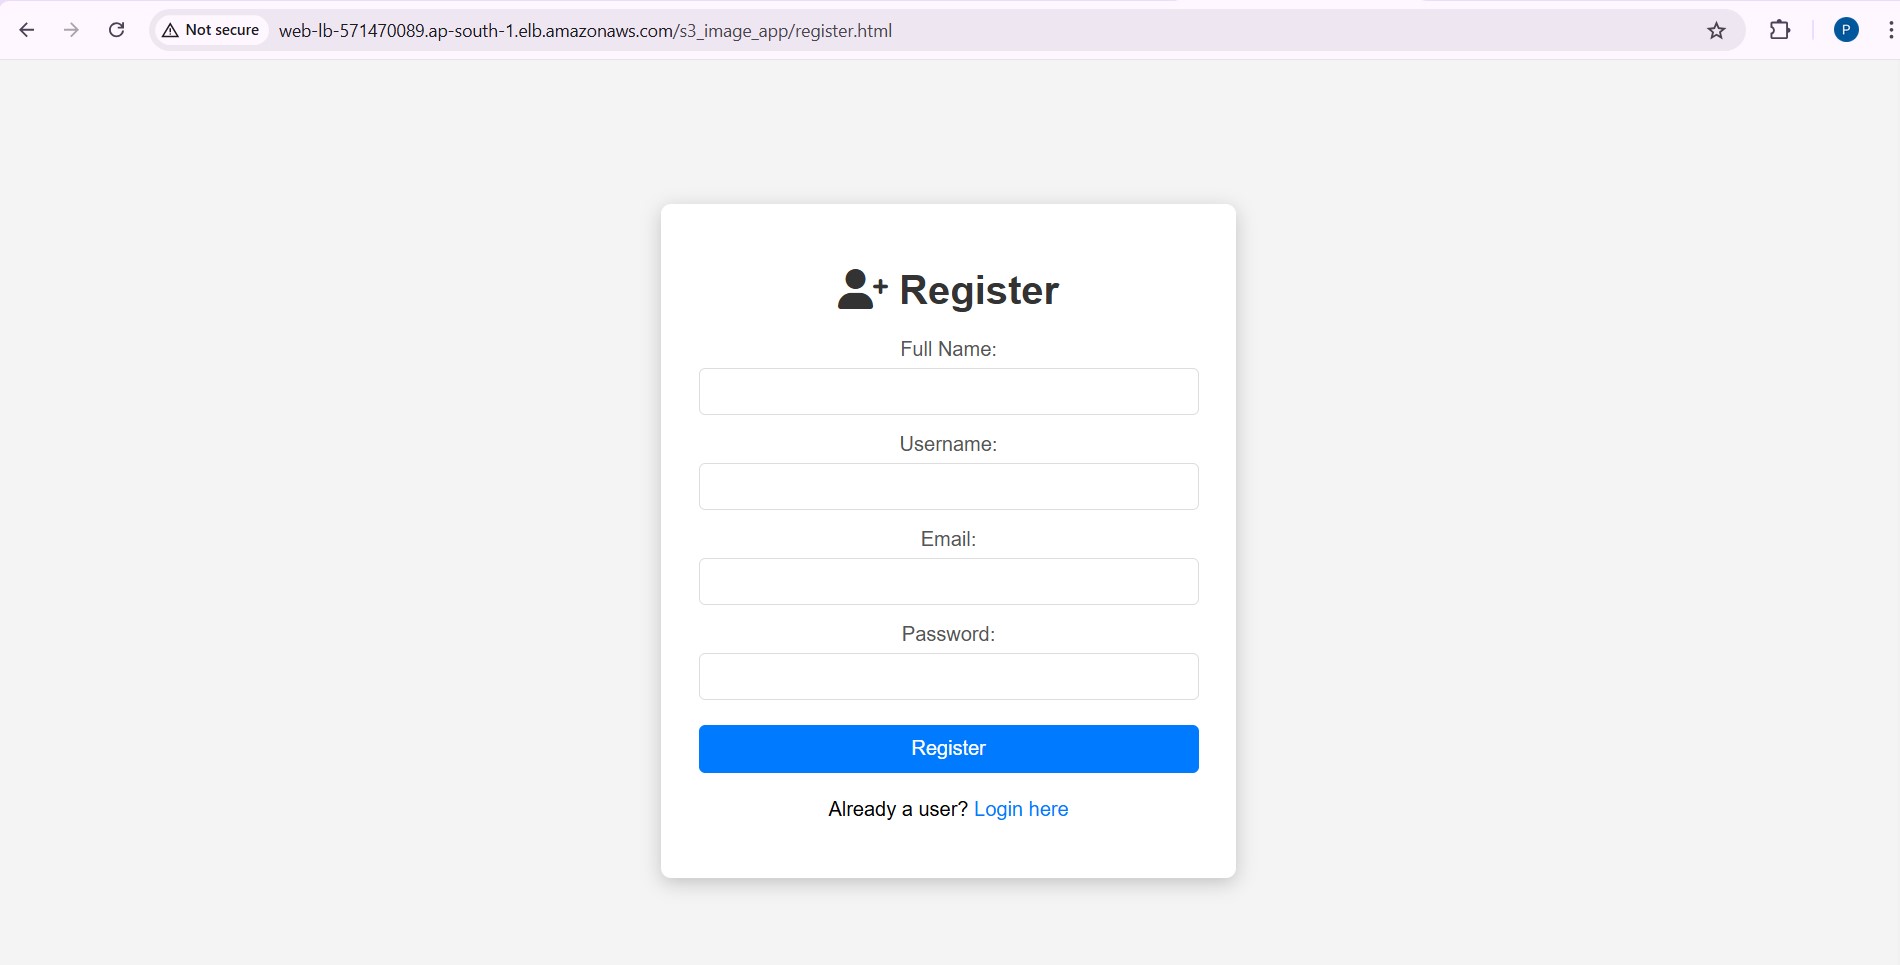 Not secure web-lb-571470089.ap-south-1.elb.amazonaws.com/s3_image_app/register.html P
Register
Full Name:
Username:
Email:
Password:
Register
Already a user? Login here